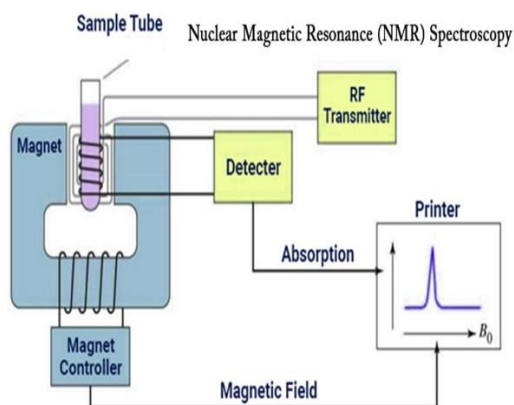 Sample Tube
Nuclear Magnetic Resonance (NMR) Spectroscopy
RF
Transmitter
Magnet
Detecter
Printer
Absorption
B₀
Magnet
Controller
Magnetic Field